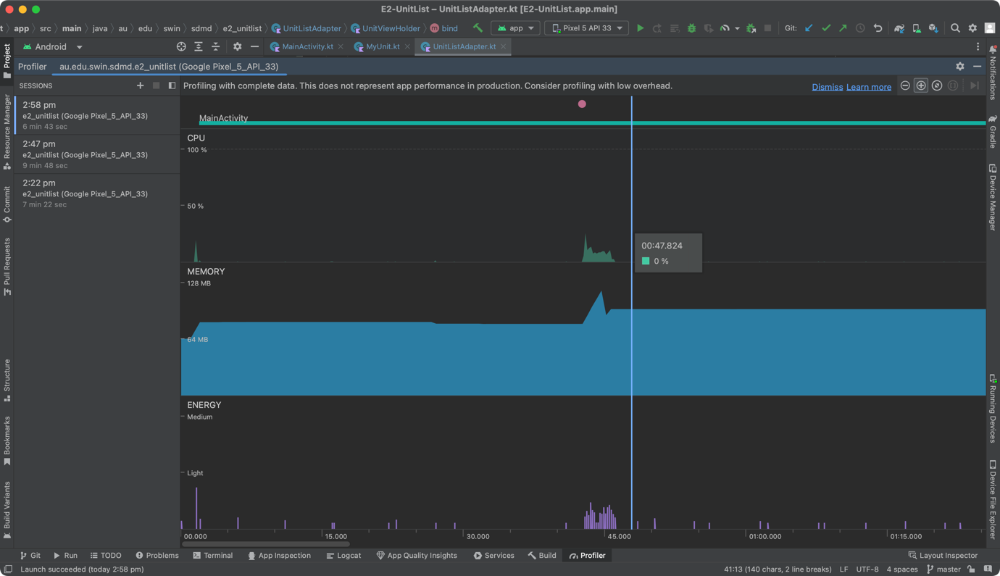 E2-UnitList – UnitListAdapter.kt [E2-UnitList.app.main]
t app src main java au edu swin sdmd e2_unitlist UnitListAdapter UnitViewHolder m bind app Pixel 5 API 33 Git:
Android MainActivity.kt MyUnit.kt UnitListAdapter.kt
Profiler au.edu.swin.sdmd.e2_unitlist (Google Pixel_5_API_33)
SESSIONS
Profiling with complete data. This does not represent app performance in production. Consider profiling with low overhead. Dismiss Learn more
2:58 pm
e2_unitlist (Google Pixel_5_API_33)
6 min 43 sec
2:47 pm
e2_unitlist (Google Pixel_5_API_33)
9 min 48 sec
2:22 pm
e2_unitlist (Google Pixel_5_API_33)
7 min 22 sec
MainActivity
CPU
100 %
50 %
00:47.824
0 %
MEMORY
128 MB
64 MB
ENERGY
Medium
Light
00.000 15.000 30.000 45.000 01:00.000 01:15.000
Project
Resource Manager
Commit
Pull Requests
Structure
Bookmarks
Build Variants
Notifications
Gradle
Device Manager
Running Devices
Device File Explorer
Git Run TODO Problems Terminal App Inspection Logcat App Quality Insights Services Build Profiler Layout Inspector
Launch succeeded (today 2:58 pm) 41:13 (140 chars, 2 line breaks) LF UTF-8 4 spaces master